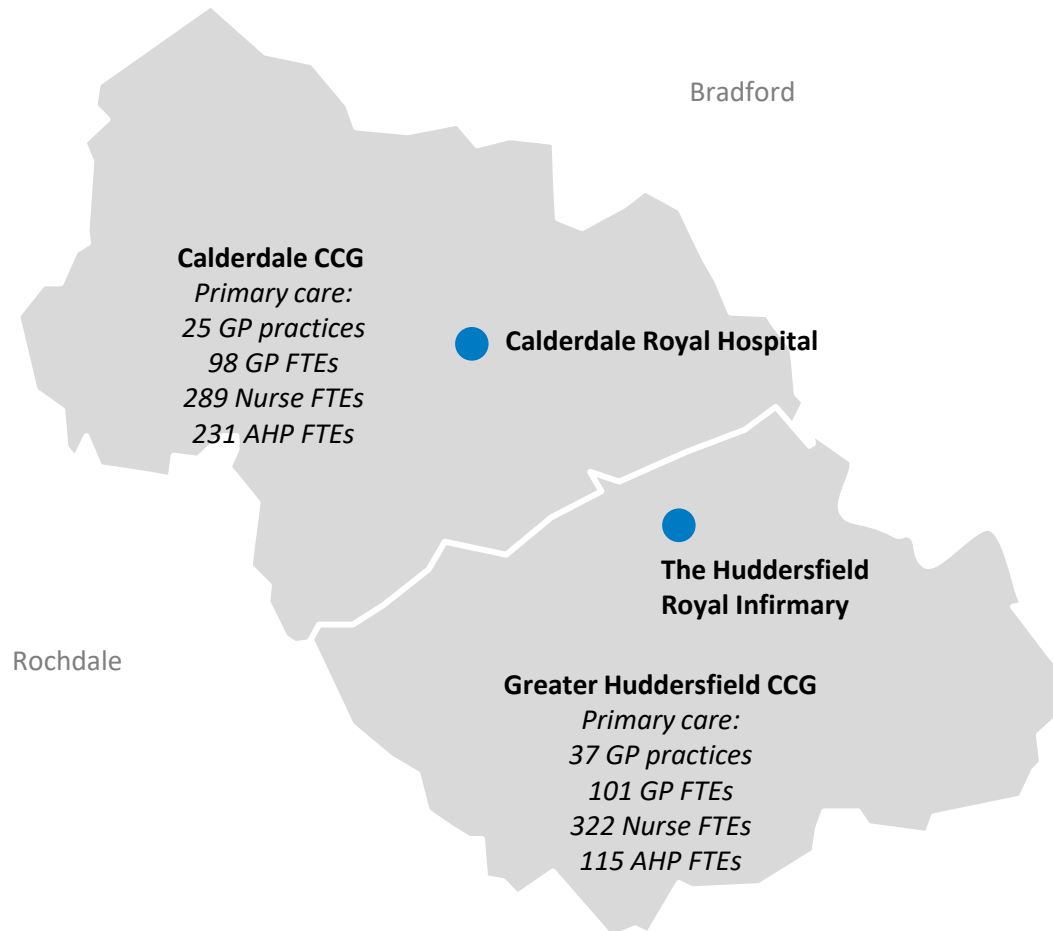 Bradford
Calderdale CCG
Primary care:
25 GP practices
98 GP FTEs
289 Nurse FTEs
231 AHP FTEs
Calderdale Royal Hospital
The Huddersfield
Royal Infirmary
Rochdale
Greater Huddersfield CCG
Primary care:
37 GP practices
101 GP FTEs
322 Nurse FTEs
115 AHP FTEs